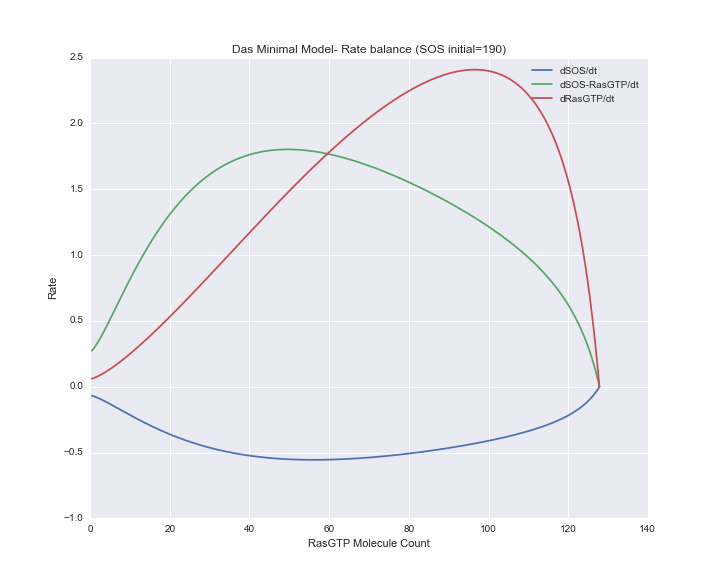 Das Minimal Model- Rate balance (SOS initial=190)
2.5
2.0
1.5
1.0
0.5
0.0
−0.5
−1.0
Rate
dSOS/dt
dSOS-RasGTP/dt
dRasGTP/dt
0 20 40 60 80 100 120 140
RasGTP Molecule Count